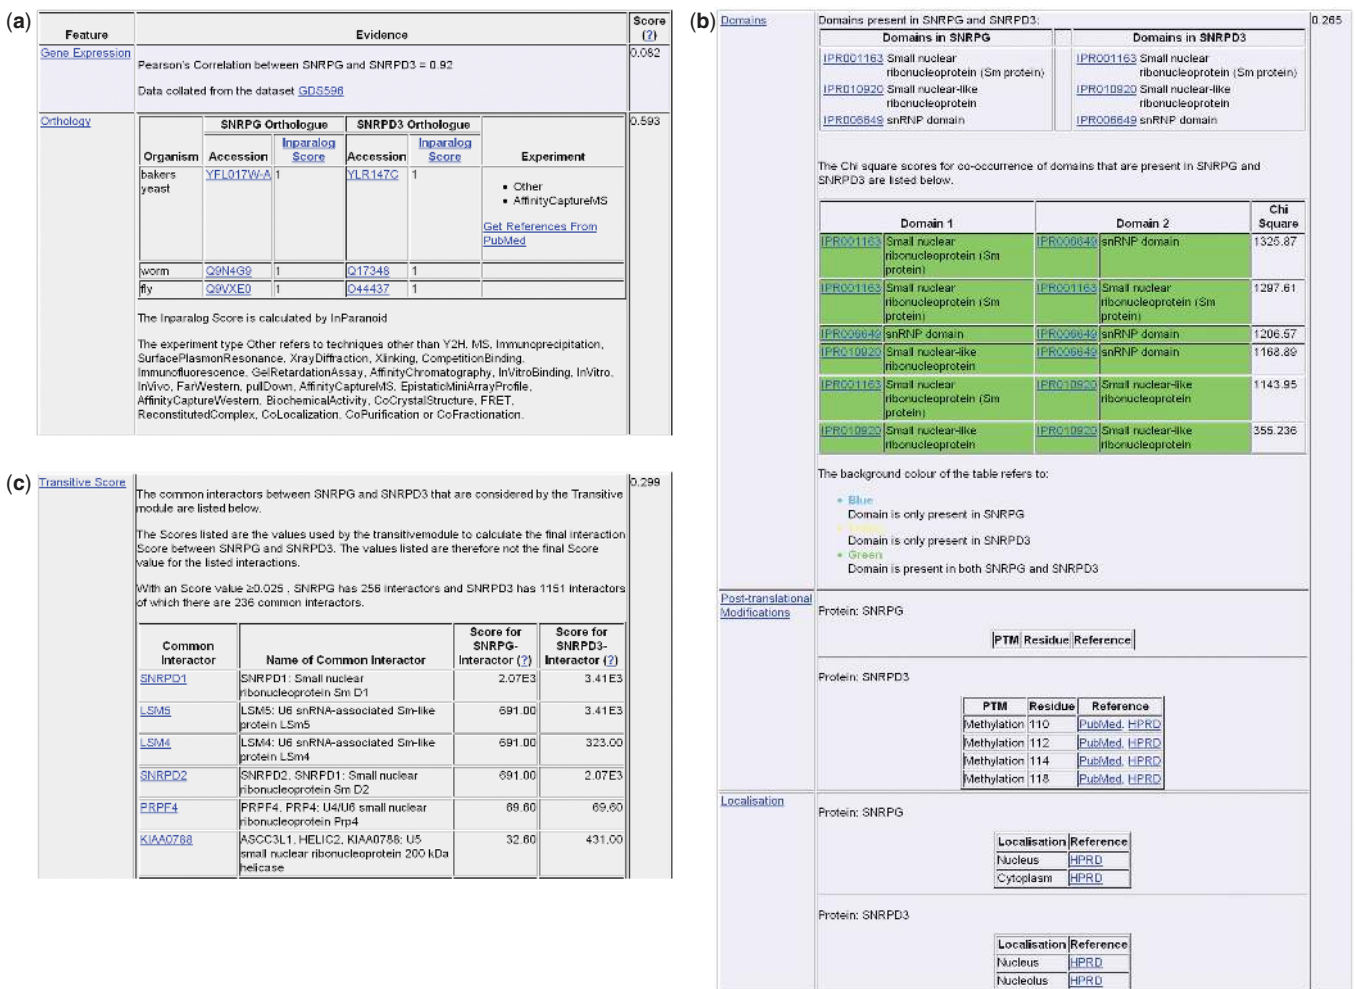 (a)
Feature Evidence Score (?)
Gene Expression
Pearson's Correlation between SNRPG and SNRPD3 = 0.92
Data collated from the dataset GDS596
0.082
Orthology
0.593
SNRPG Orthologue SNRPD3 Orthologue
Organism Accession Inparalog Score Accession Inparalog Score Experiment
bakers yeast YFL017W-A 1 YLR147C 1
• Other
• AffinityCaptureMS
Get References From
PubMed
worm Q9N4G9 1 Q17348 1
fly Q9VXE0 1 O44437 1
The Inparalog Score is calculated by InParanoid
The experiment type Other refers to techniques other than Y2H, MS, Immunoprecipitation,
SurfacePlasmonResonance, XrayDiffraction, Xlinking, CompetitionBinding,
Immunofluorescence, GelRetardationAssay, AffinityChromatography, InVitroBinding, InVitro,
InVivo, FarWestern, pullDown, AffinityCaptureMS, EpistaticMiniArrayProfile,
AffinityCaptureWestern, BiochemicalActivity, CoCrystalStructure, FRET,
ReconstitutedComplex, CoLocalization, CoPurification or CoFractionation.
(b)
Domains
0.265
Domains present in SNRPG and SNRPD3:
Domains in SNRPG Domains in SNRPD3
IPR001163 Small nuclear ribonucleoprotein (Sm protein) IPR001163 Small nuclear ribonucleoprotein (Sm protein)
IPR010920 Small nuclear-like ribonucleoprotein IPR010920 Small nuclear-like ribonucleoprotein
IPR006649 snRNP domain IPR006649 snRNP domain
The Chi square scores for co-occurrence of domains that are present in SNRPG and
SNRPD3 are listed below.
Domain 1 Domain 2 Chi Square
IPR001163 Small nuclear ribonucleoprotein (Sm protein) IPR006649 snRNP domain 1325.87
IPR001163 Small nuclear ribonucleoprotein (Sm protein) IPR001163 Small nuclear ribonucleoprotein (Sm protein) 1297.61
IPR006649 snRNP domain IPR006649 snRNP domain 1206.57
IPR010920 Small nuclear-like ribonucleoprotein IPR006649 snRNP domain 1168.89
IPR001163 Small nuclear ribonucleoprotein (Sm protein) IPR010920 Small nuclear-like ribonucleoprotein 1143.95
IPR010920 Small nuclear-like ribonucleoprotein IPR010920 Small nuclear-like ribonucleoprotein 355.236
The background colour of the table refers to:
• Blue
Domain is only present in SNRPG
Domain is only present in SNRPD3
• Green
Domain is present in both SNRPG and SNRPD3
Post-translational
Modifications
Protein: SNRPG
PTM Residue Reference
Protein: SNRPD3
PTM Residue Reference
Methylation 110 PubMed, HPRD
Methylation 112 PubMed, HPRD
Methylation 114 PubMed, HPRD
Methylation 118 PubMed, HPRD
Localisation
Protein: SNRPG
Localisation Reference
Nucleus HPRD
Cytoplasm HPRD
Protein: SNRPD3
Localisation Reference
Nucleus HPRD
Nucleolus HPRD
(c)
Transitive Score
0.299
The common interactors between SNRPG and SNRPD3 that are considered by the Transitive
module are listed below.
The Scores listed are the values used by the transitivemodule to calculate the final interaction
Score between SNRPG and SNRPD3. The values listed are therefore not the final Score
value for the listed interactions.
With an Score value ≥0.025 , SNRPG has 256 interactors and SNRPD3 has 1151 interactors
of which there are 236 common interactors.
Common Interactor Name of Common Interactor Score for SNRPG-Interactor (?) Score for SNRPD3-Interactor (?)
SNRPD1 SNRPD1: Small nuclear ribonucleoprotein Sm D1 2.07E3 3.41E3
LSM5 LSM5: U6 snRNA-associated Sm-like protein LSm5 691.00 3.41E3
LSM4 LSM4: U6 snRNA-associated Sm-like protein LSm4 691.00 323.00
SNRPD2 SNRPD2, SNRPD1: Small nuclear ribonucleoprotein Sm D2 691.00 2.07E3
PRPF4 PRPF4, PRP4: U4/U6 small nuclear ribonucleoprotein Prp4 69.60 69.60
KIAA0788 ASCC3L1, HELIC2, KIAA0788: U5 small nuclear ribonucleoprotein 200 kDa helicase 32.60 431.00